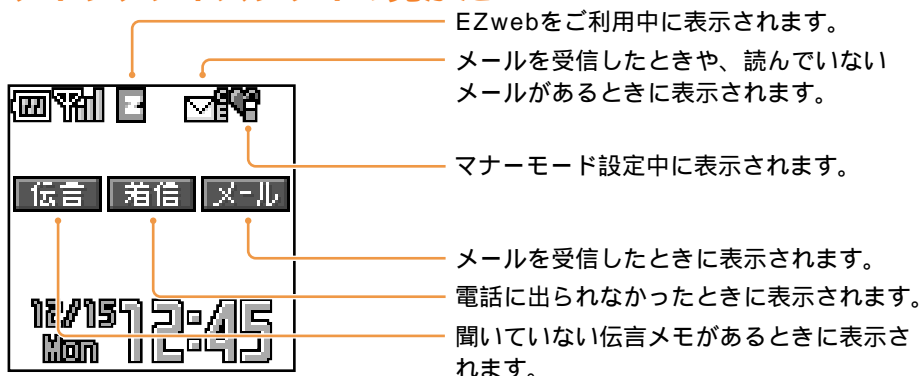 EZwebをご利用中に表示されます。
メールを受信したときや、読んでいない
メールがあるときに表示されます。
マナーモード設定中に表示されます。
伝言 着信 メール
メールを受信したときに表示されます。
電話に出られなかったときに表示されます。
12/15 12:45
Mon
聞いていない伝言メモがあるときに表示さ
れます。